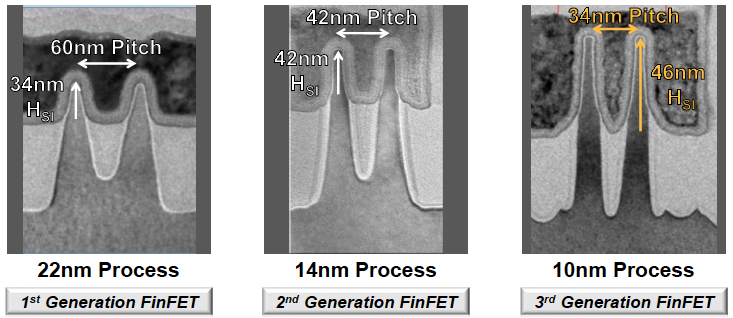 60nm Pitch
34nm
HSI
22nm Process
1st Generation FinFET
42nm Pitch
42nm
HSI
14nm Process
2nd Generation FinFET
34nm Pitch
46nm
HSI
10nm Process
3rd Generation FinFET